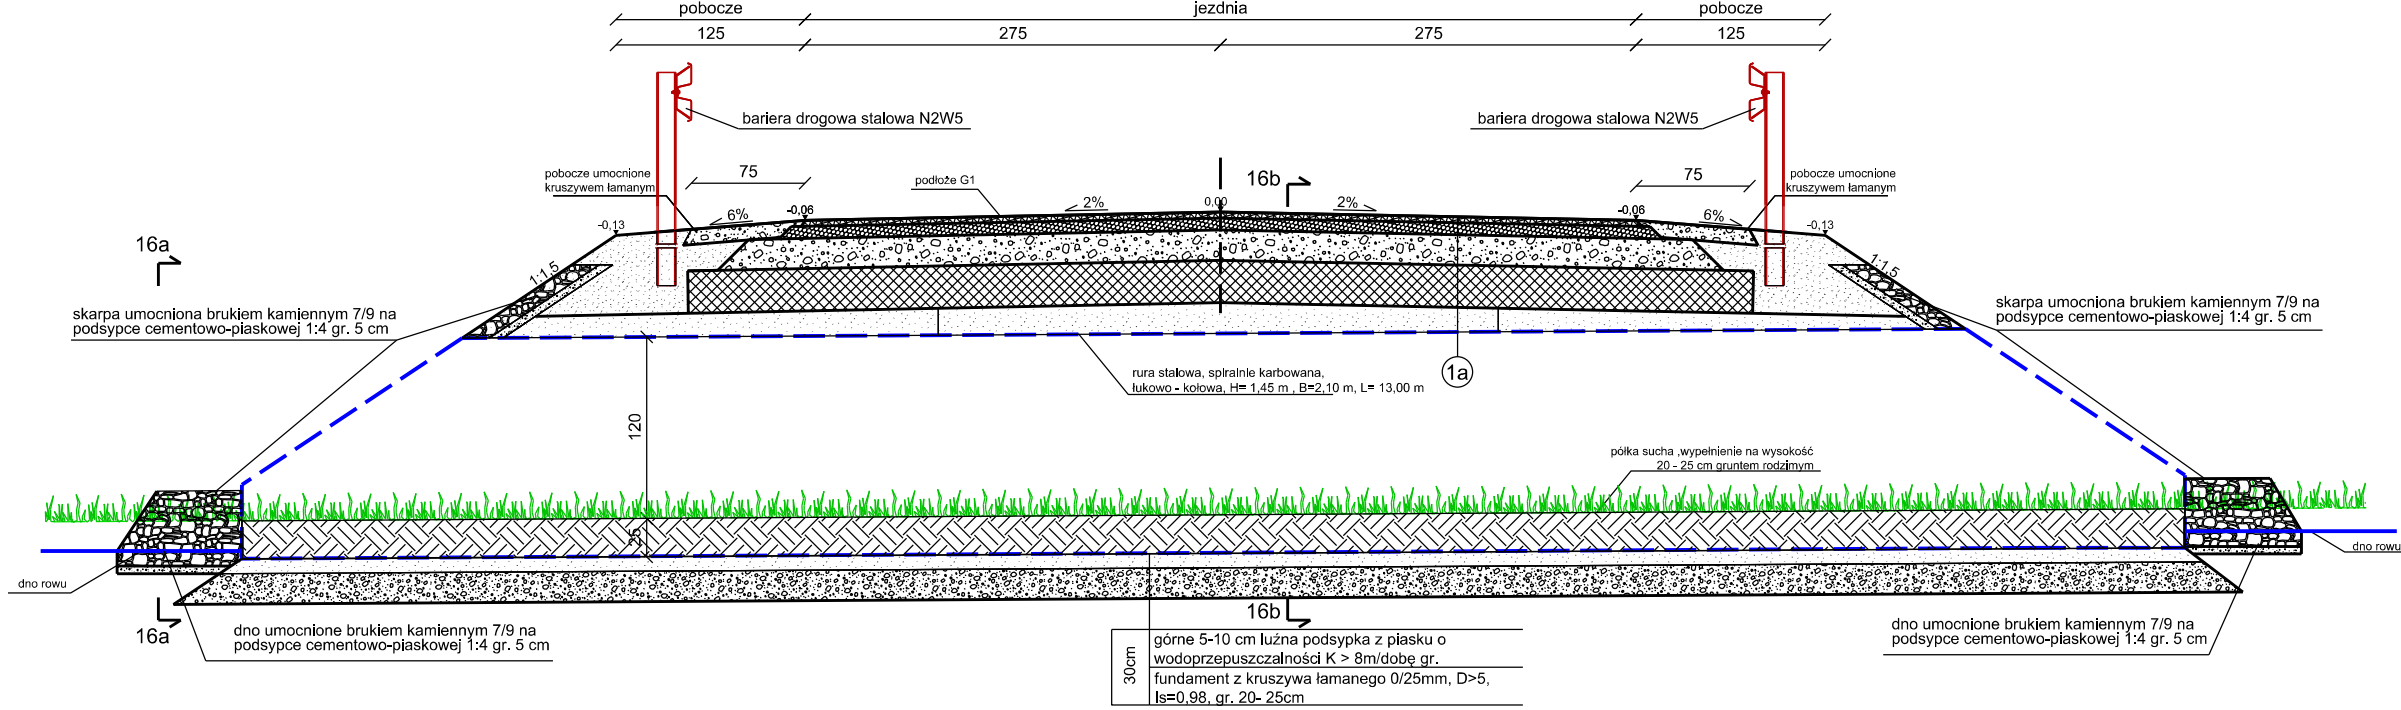 pobocze
jezdnia
pobocze
125
275
275
125
bariera drogowa stalowa N2W5
bariera drogowa stalowa N2W5
75
75
pobocze umocnione
kruszywem łamanym
podłoże G1
16b
pobocze umocnione
kruszywem łamanym
-0,13
6%
-0,06
2%
0,00
2%
-0,06
6%
-0,13
16a
1:1,5
1:1,5
skarpa umocniona brukiem kamiennym 7/9 na
podsypce cementowo-piaskowej 1:4 gr. 5 cm
skarpa umocniona brukiem kamiennym 7/9 na
podsypce cementowo-piaskowej 1:4 gr. 5 cm
rura stalowa, spiralnie karbowana,
łukowo - kołowa, H= 1,45 m , B=2,10 m, L= 13,00 m
1a
120
półka sucha ,wypełnienie na wysokość
20 - 25 cm gruntem rodzimym
25
dno rowu
dno rowu
16a
16b
dno umocnione brukiem kamiennym 7/9 na
podsypce cementowo-piaskowej 1:4 gr. 5 cm
30cm
górne 5-10 cm luźna podsypka z piasku o
wodoprzepuszczalności K > 8m/dobę gr.
fundament z kruszywa łamanego 0/25mm, D>5,
Is=0,98, gr. 20- 25cm
dno umocnione brukiem kamiennym 7/9 na
podsypce cementowo-piaskowej 1:4 gr. 5 cm